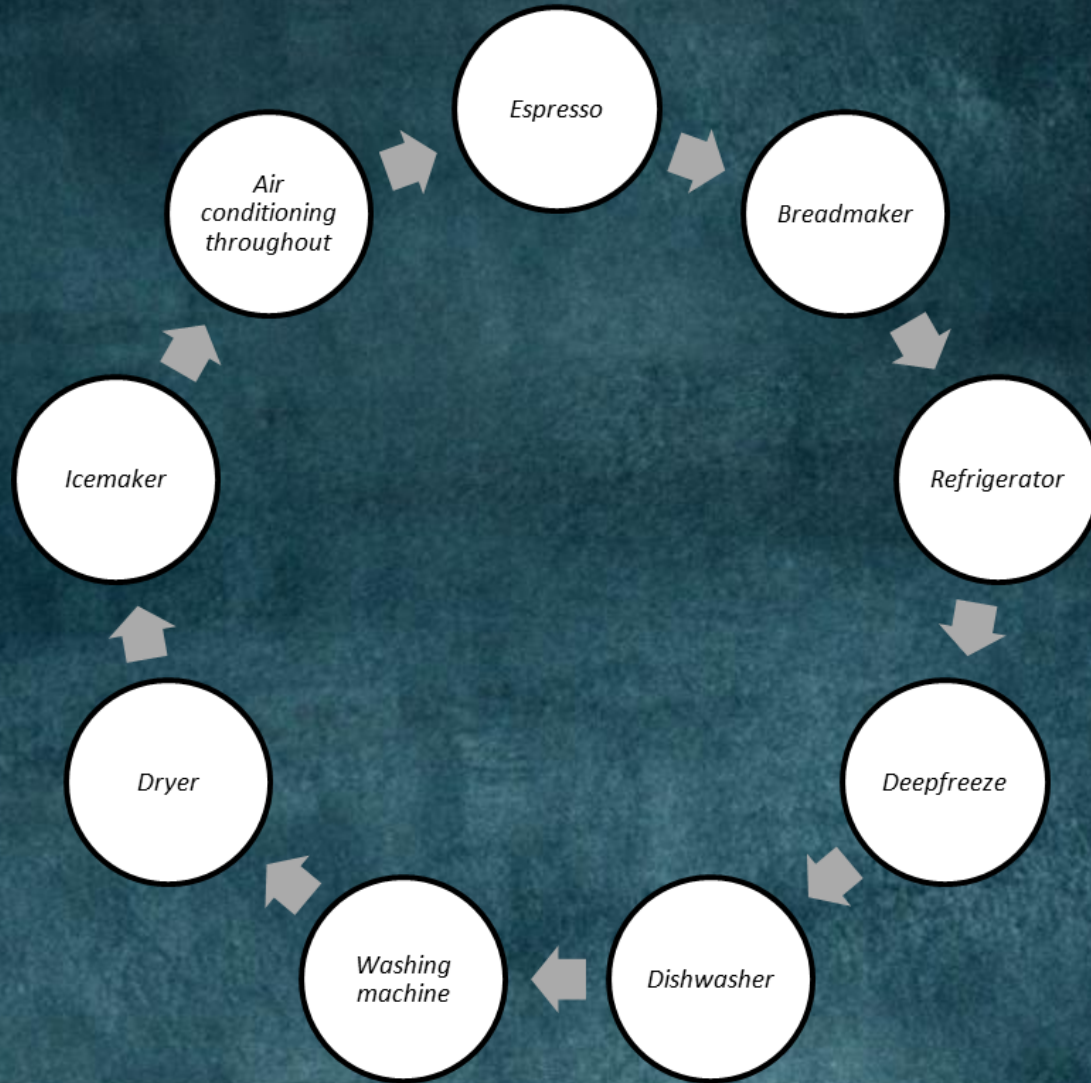 Espresso
Breadmaker
Refrigerator
Deepfreeze
Dishwasher
Washing
machine
Dryer
Icemaker
Air
conditioning
throughout